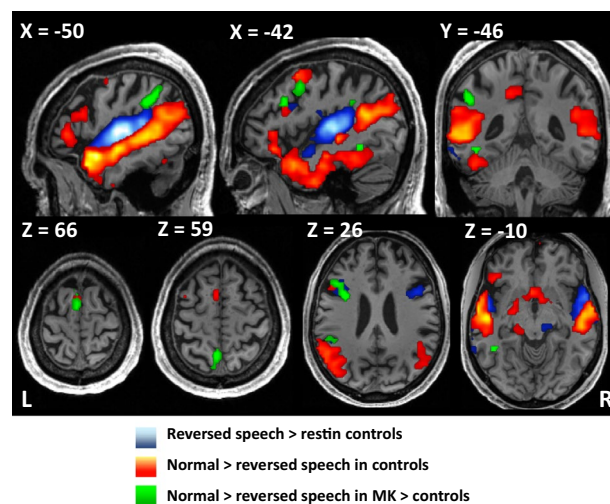 X = -50 X = -42 Y = -46
Z = 66 Z = 59 Z = 26 Z = -10
L R
Reversed speech > restin controls
Normal > reversed speech in controls
Normal > reversed speech in MK > controls